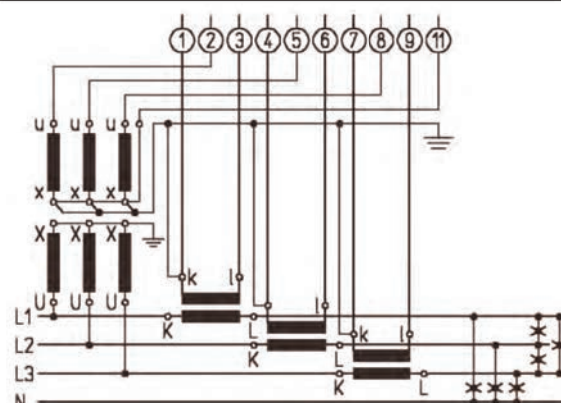 1 2 3 4 5 6 7 8 9 11
u u u
x x x
X X X
U U U
k l
l
k l
L1 K L
L2 K L
L3 K L
N